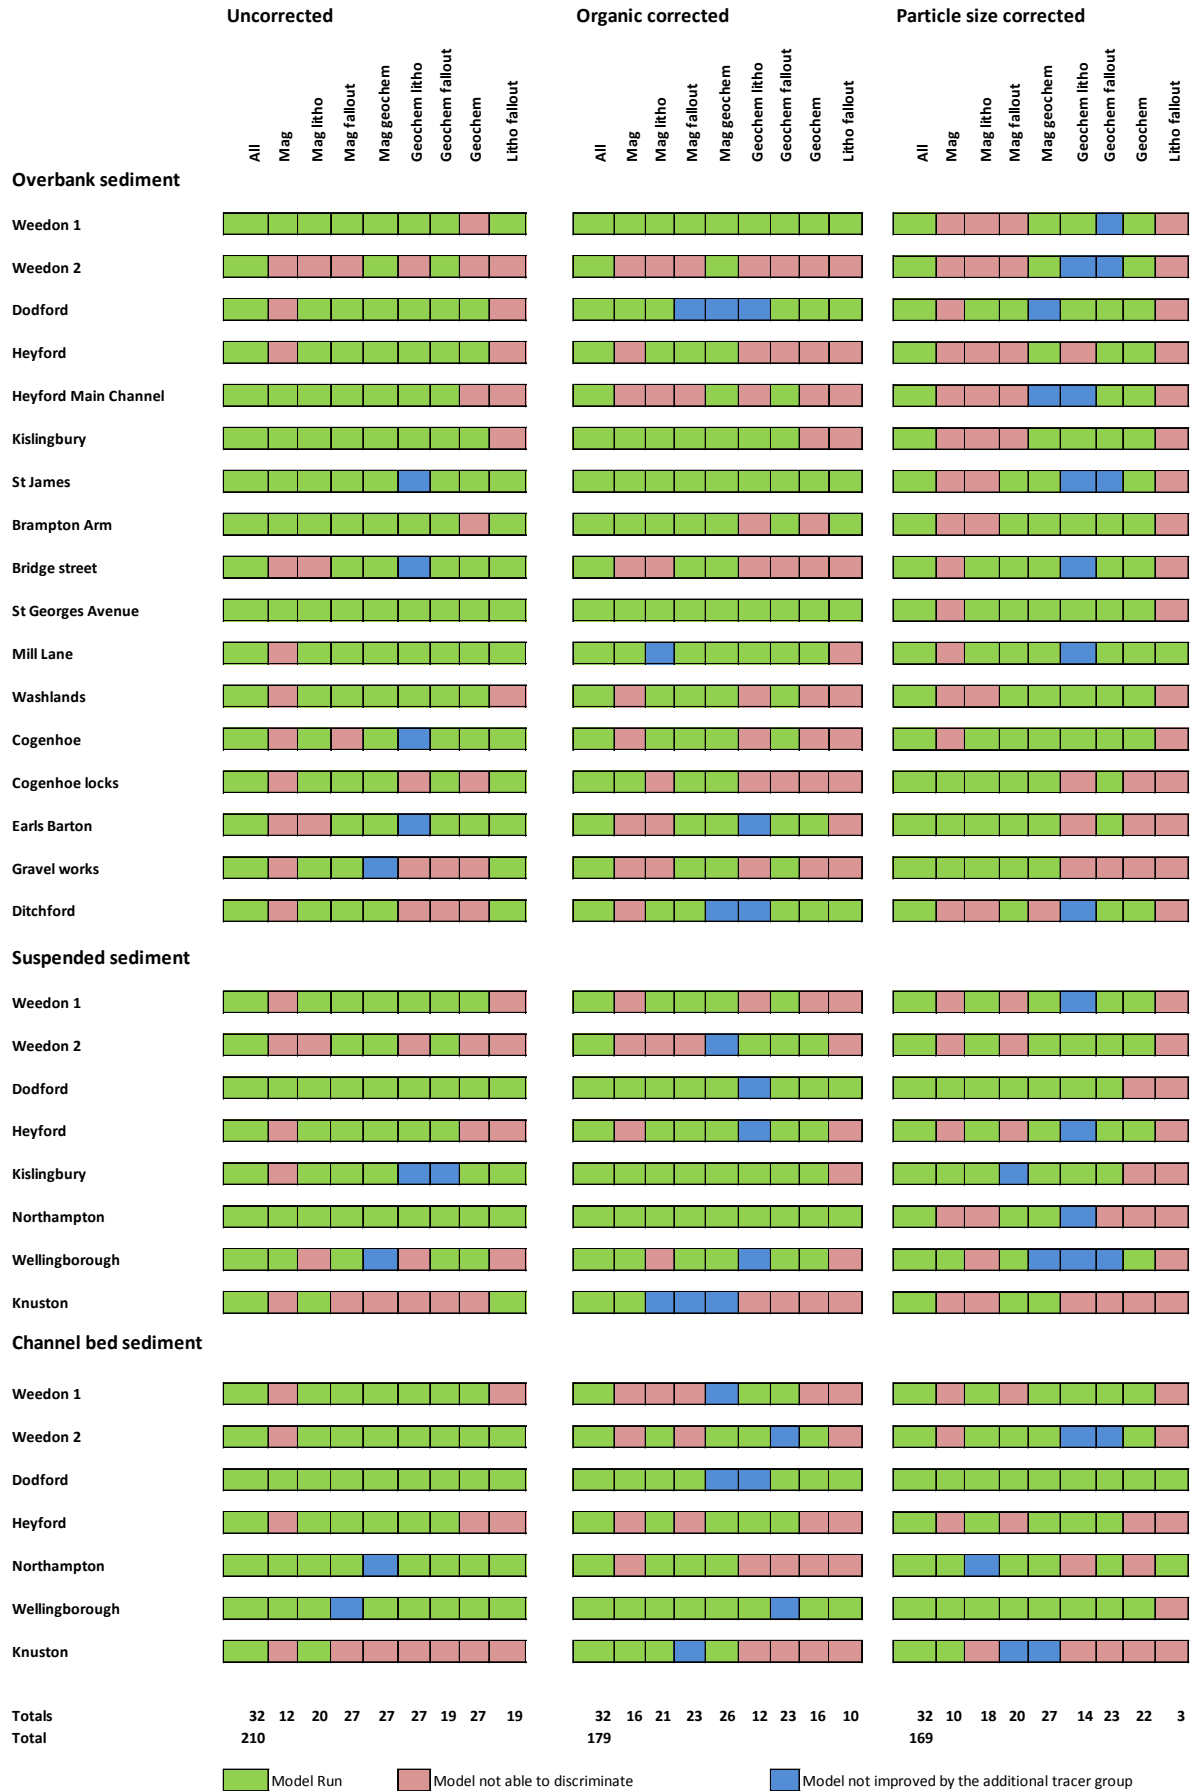 Uncorrected Organic corrected Particle size corrected
All Mag Mag litho Mag fallout Mag geochem Geochem litho Geochem fallout Geochem Litho fallout All Mag Mag litho Mag fallout Mag geochem Geochem litho Geochem fallout Geochem Litho fallout All Mag Mag litho Mag fallout Mag geochem Geochem litho Geochem fallout Geochem Litho fallout
Overbank sediment
Weedon 1
Weedon 2
Dodford
Heyford
Heyford Main Channel
Kislingbury
St James
Brampton Arm
Bridge street
St Georges Avenue
Mill Lane
Washlands
Cogenhoe
Cogenhoe locks
Earls Barton
Gravel works
Ditchford
Suspended sediment
Weedon 1
Weedon 2
Dodford
Heyford
Kislingbury
Northampton
Wellingborough
Knuston
Channel bed sediment
Weedon 1
Weedon 2
Dodford
Heyford
Northampton
Wellingborough
Knuston
Totals 32 12 20 27 27 27 19 27 19 32 16 21 23 26 12 23 16 10 32 10 18 20 27 14 23 22 3
Total 210 179 169
Model Run Model not able to discriminate Model not improved by the additional tracer group